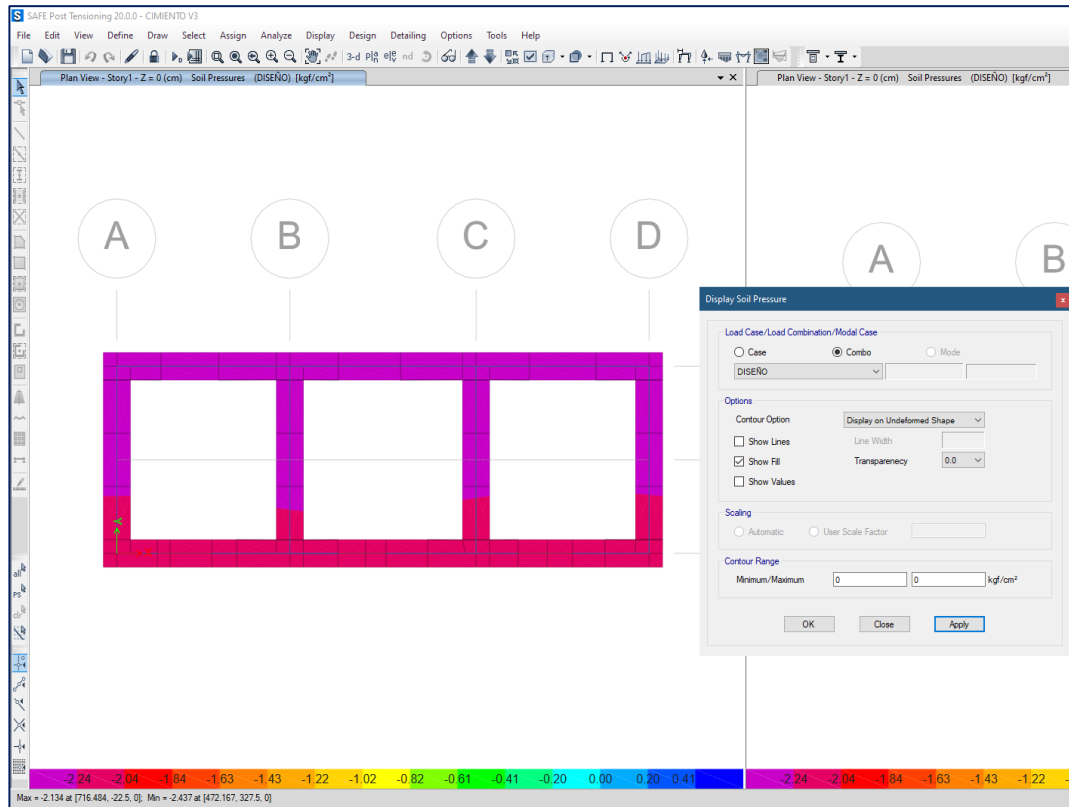 SAFE Post Tensioning 20.0.0 - CIMIENTO V3
File Edit View Define Draw Select Assign Analyze Display Design Detailing Options Tools Help
3-d pla ele nd
Plan View - Story1 - Z = 0 (cm) Soil Pressures (DISEÑO) [kgf/cm²]
Plan View - Story1 - Z = 0 (cm) Soil Pressures (DISEÑO) [kgf/cm²]
A B C D
A B
Display Soil Pressure
Load Case/Load Combination/Modal Case
Case Combo Mode
DISEÑO
Options
Contour Option Display on Undeformed Shape
Show Lines Line Width
Show Fill Transparenecy 0.0
Show Values
Scaling
Automatic User Scale Factor
Contour Range
Minimum/Maximum 0 0 kgf/cm²
OK Close Apply
Y
X
all
ps
clr
-2.24 -2.04 -1.84 -1.63 -1.43 -1.22 -1.02 -0.82 -0.61 -0.41 -0.20 0.00 0.20 0.41
-2.24 -2.04 -1.84 -1.63 -1.43 -1.22
Max = -2.134 at [716.484, -22.5, 0]; Min = -2.437 at [472.167, 327.5, 0]